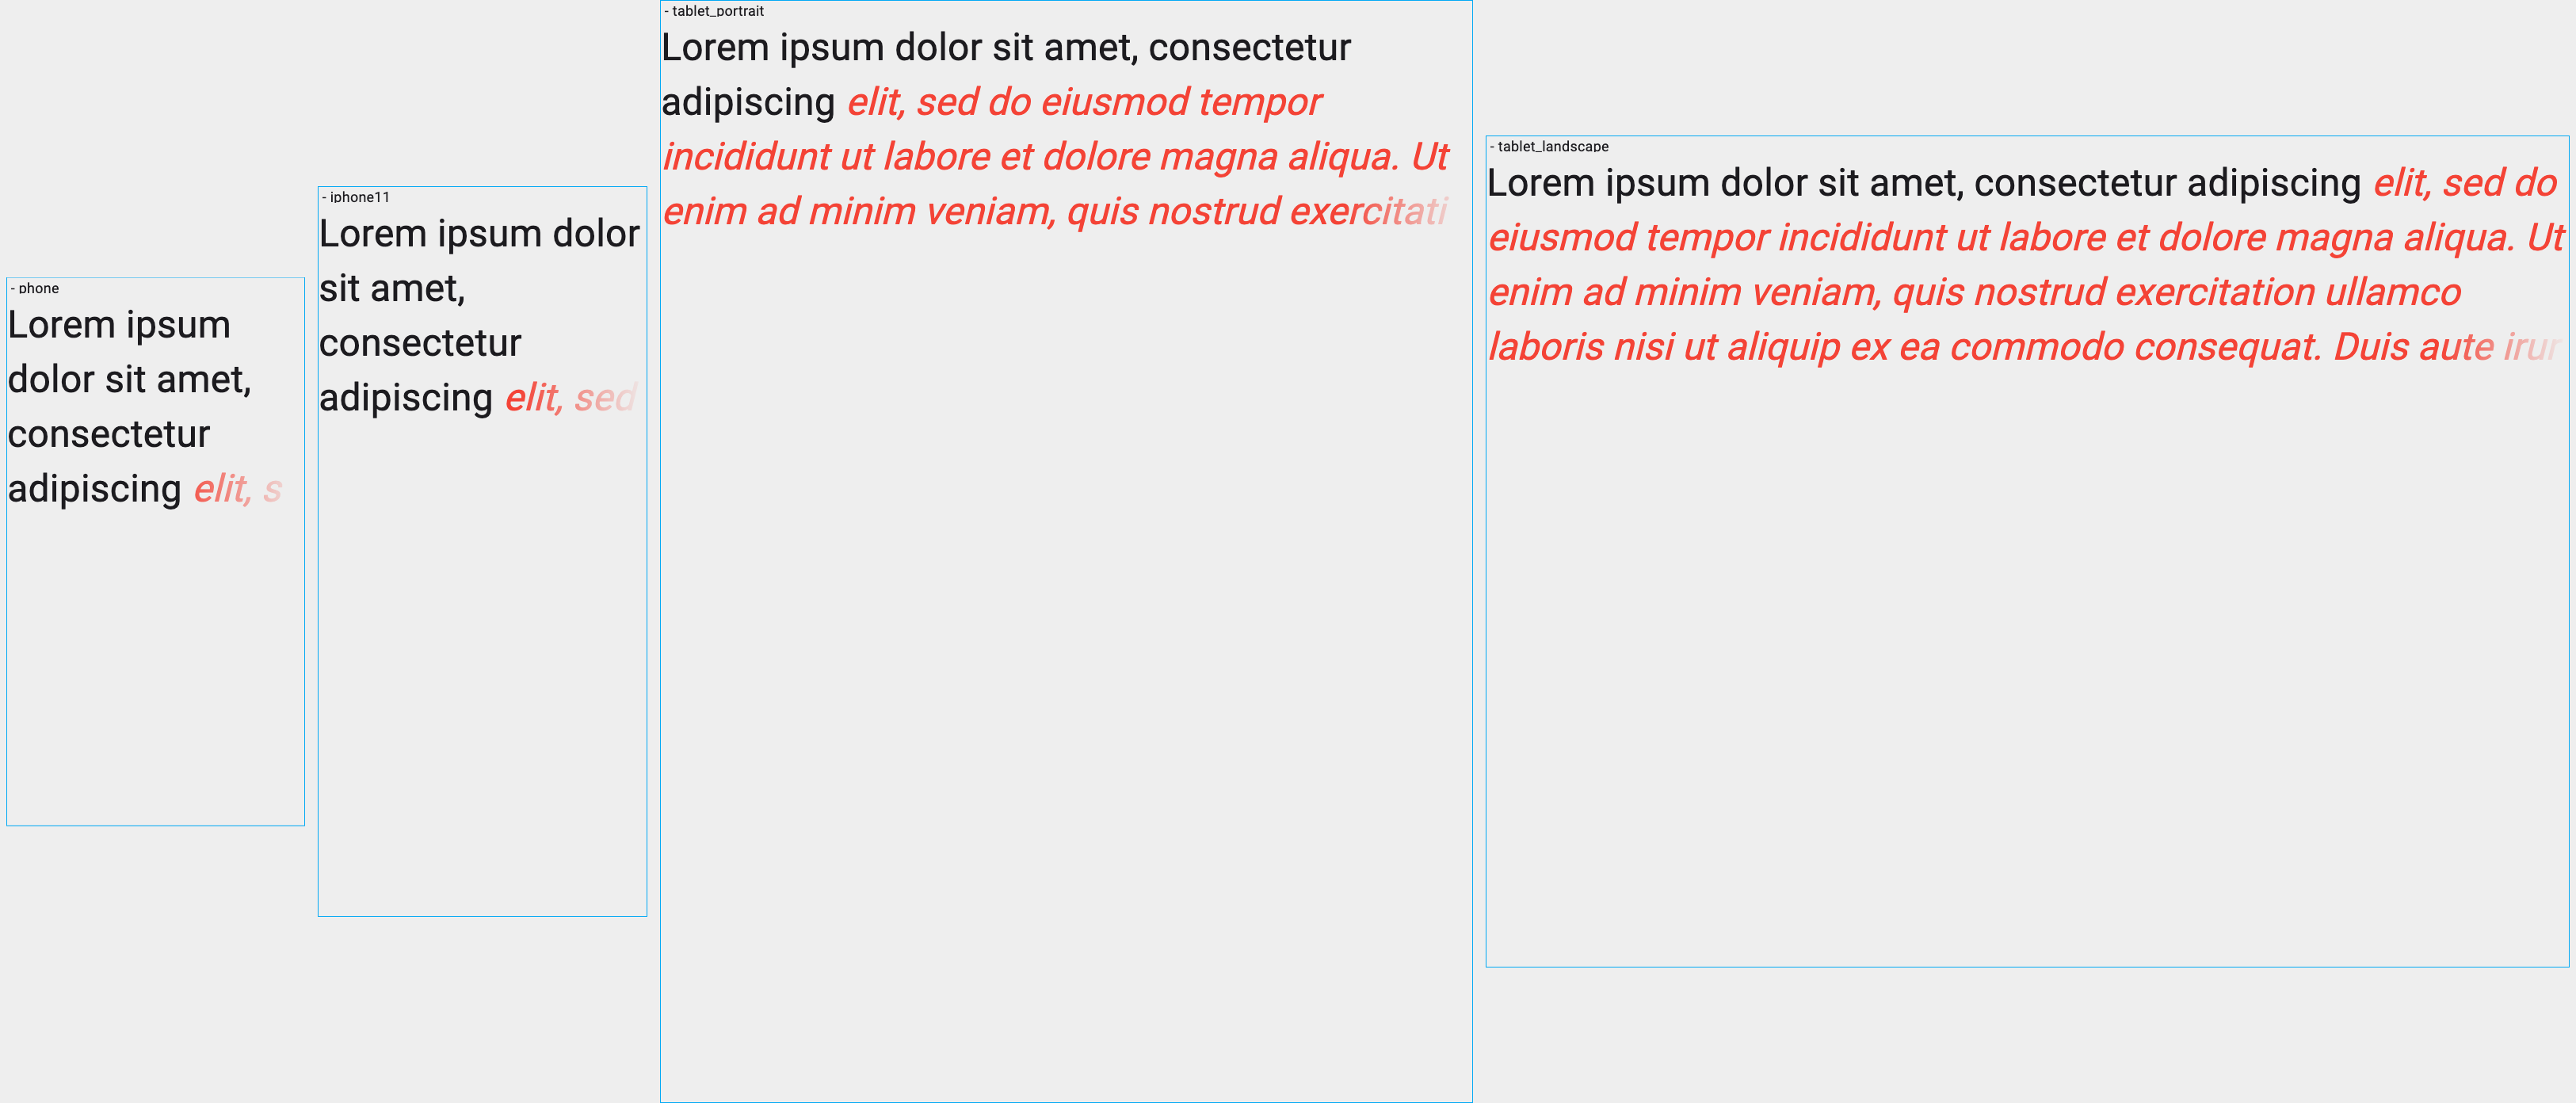 - phone
Lorem ipsum
dolor sit amet,
consectetur
adipiscing elit, s
- iphone11
Lorem ipsum dolor
sit amet,
consectetur
adipiscing elit, sed
- tablet_portrait
Lorem ipsum dolor sit amet, consectetur
adipiscing elit, sed do eiusmod tempor
incididunt ut labore et dolore magna aliqua. Ut
enim ad minim veniam, quis nostrud exercitati
- tablet_landscape
Lorem ipsum dolor sit amet, consectetur adipiscing elit, sed do
eiusmod tempor incididunt ut labore et dolore magna aliqua. Ut
enim ad minim veniam, quis nostrud exercitation ullamco
laboris nisi ut aliquip ex ea commodo consequat. Duis aute irur